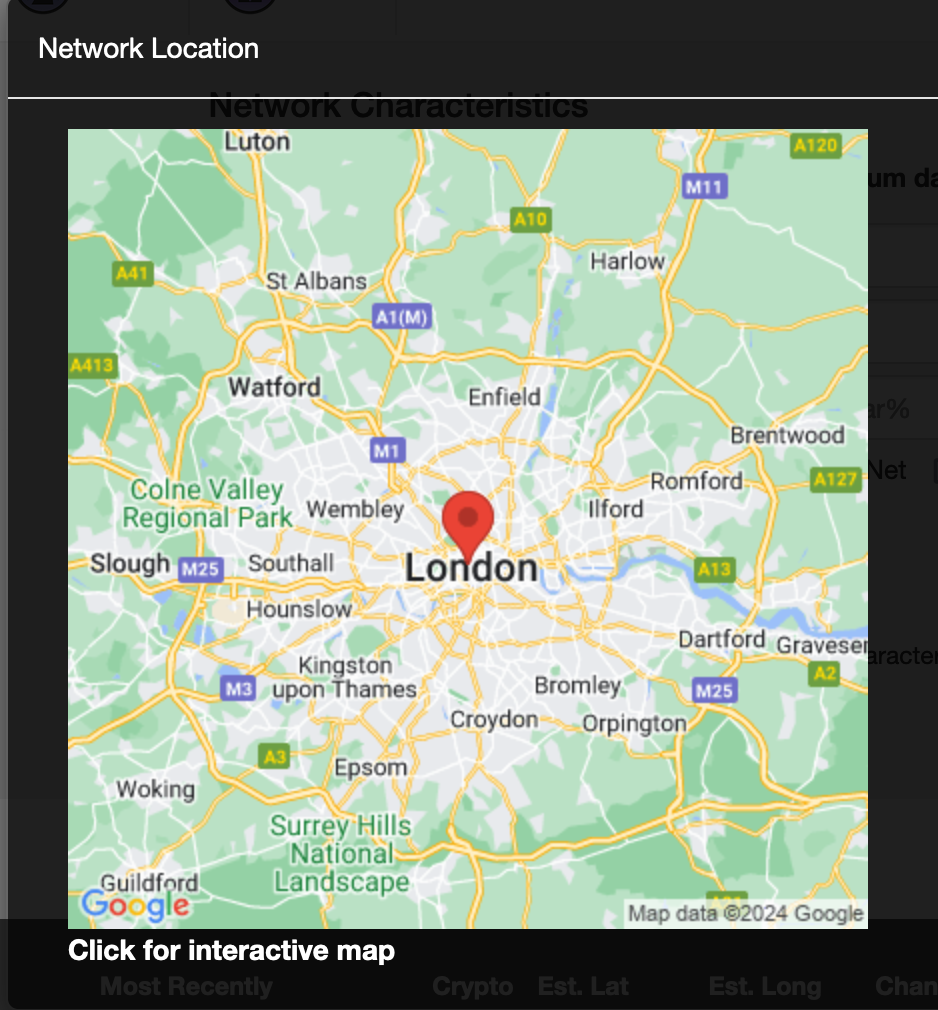 Network Location
Network Characteristics
Luton
A120
M11
um da
A10
Harlow
A41
St Albans
A1(M)
A413
Watford
Enfield
ar%
Brentwood
M1
Net
Romford
A127
Colne Valley
Regional Park
Wembley
Ilford
London
Slough
M25
Southall
A13
Hounslow
Dartford
Gravesen
aracter
Kingston
upon Thames
A2
M3
Bromley
M25
Croydon
Orpington
A3
Epsom
Woking
Surrey Hills
National
Landscape
Guildford
Google
Map data ©2024 Google
Click for interactive map
Most Recently Crypto Est. Lat Est. Long Chan